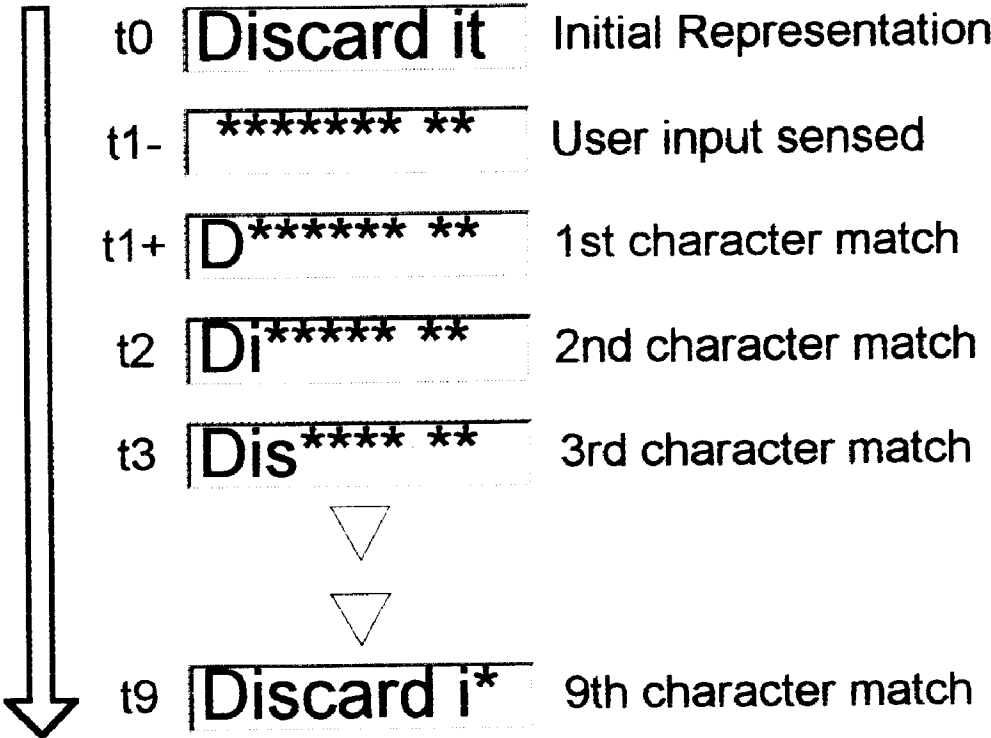 t0 Discard it Initial Representation
t1- ******* ** User input sensed
t1+ D****** ** 1st character match
t2 Di***** ** 2nd character match
t3 Dis**** ** 3rd character match
t9 Discard i* 9th character match